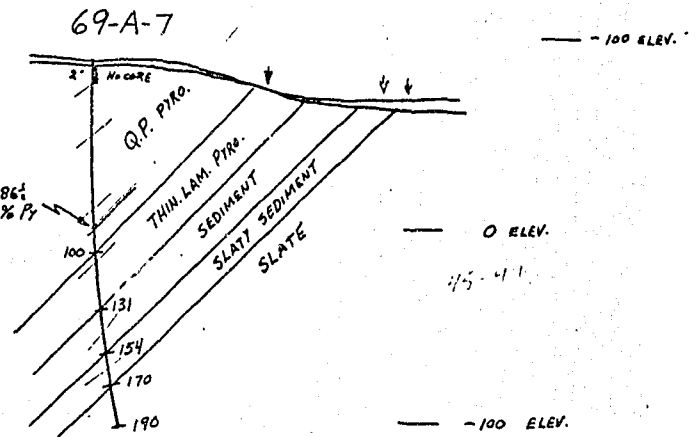 69-A-7
- 100 ELEV.
2' NO CORE
Q.P. PYRO.
THIN. LAM. PYRO.
SEDIMENT
SLATY SEDIMENT
SLATE
% Py
100
0 ELEV.
131
154
170
190
- 100 ELEV.